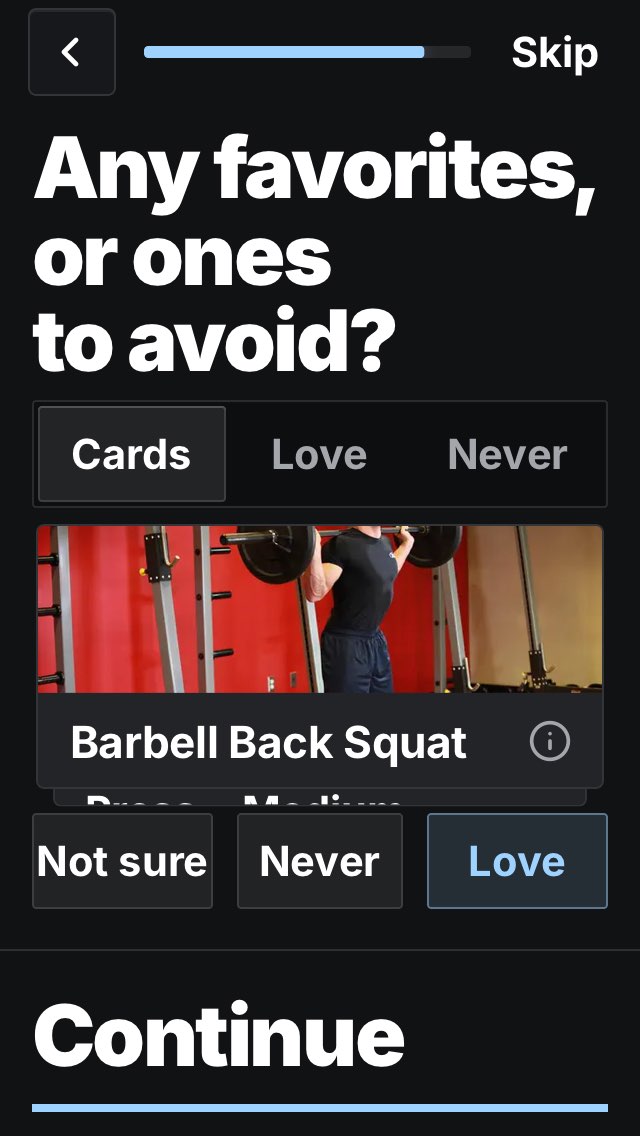 Skip
Any favorites,
or ones
to avoid?
Cards Love Never
Barbell Back Squat
Not sure Never Love
Continue